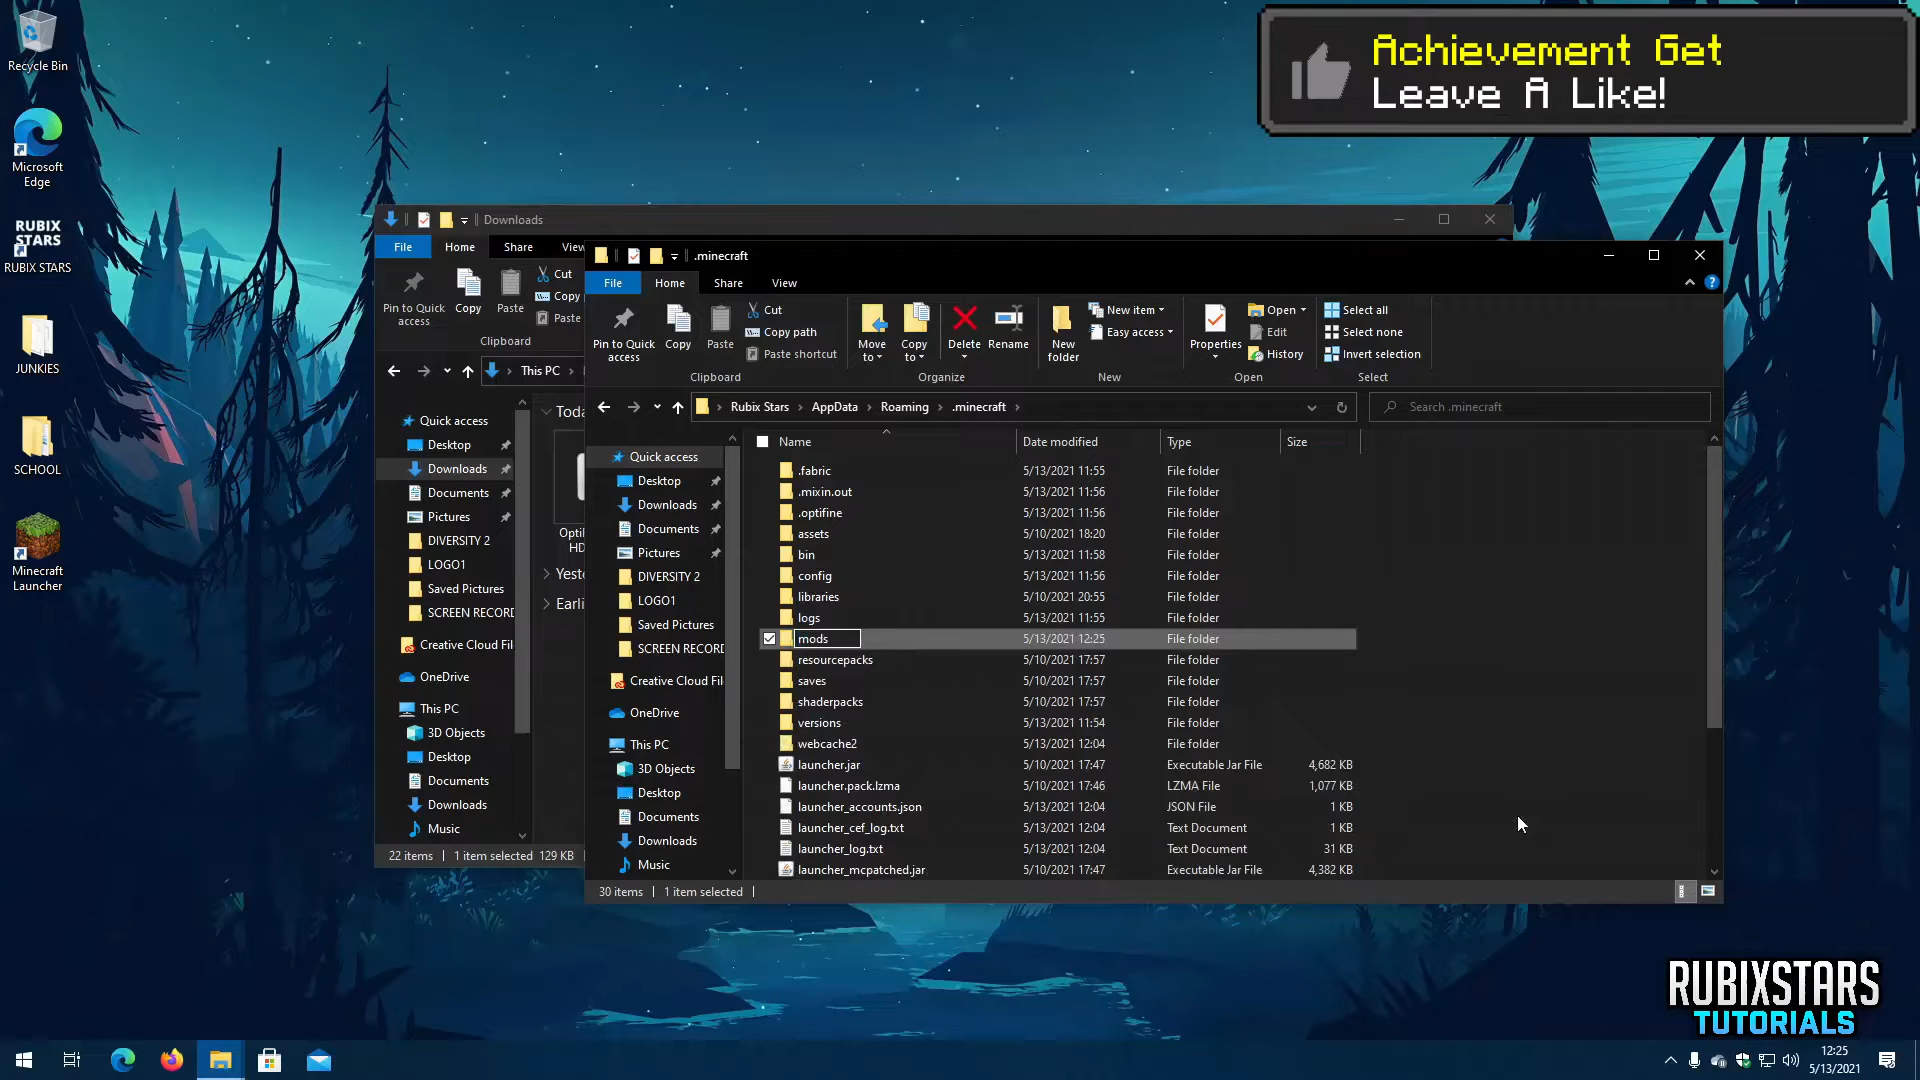 Recycle Bin
Microsoft
Edge
RUBIX
STARS
RUBIX STARS
JUNKIES
SCHOOL
Minecraft
Launcher
Achievement Get
Leave A Like!
Downloads
File
Home
Share
View
Pin to Quick
access
Copy
Paste
Cut
Copy
Paste
Clipboard
This PC
Quick access
Desktop
Downloads
Documents
Pictures
DIVERSITY 2
LOGO1
Saved Pictures
SCREEN RECORD
Creative Cloud Fil
OneDrive
This PC
3D Objects
Desktop
Documents
Downloads
Music
22 items
1 item selected 129 KB
Toda
Opti
HD
Yest
Earli
.minecraft
File
Home
Share
View
Pin to Quick
access
Copy
Paste
Cut
Copy path
Paste shortcut
Clipboard
Move
to
Copy
to
Delete
Rename
Organize
New
folder
New item
Easy access
New
Properties
Open
Edit
History
Open
Select all
Select none
Invert selection
Select
Rubix Stars
AppData
Roaming
.minecraft
Search .minecraft
Quick access
Desktop
Downloads
Documents
Pictures
DIVERSITY 2
LOGO1
Saved Pictures
SCREEN RECORD
Creative Cloud Fil
OneDrive
This PC
3D Objects
Desktop
Documents
Downloads
Music
Name Date modified Type Size
.fabric 5/13/2021 11:55 File folder
.mixin.out 5/13/2021 11:56 File folder
.optifine 5/13/2021 11:56 File folder
assets 5/10/2021 18:20 File folder
bin 5/13/2021 11:58 File folder
config 5/13/2021 11:56 File folder
libraries 5/10/2021 20:55 File folder
logs 5/13/2021 11:55 File folder
mods 5/13/2021 12:25 File folder
resourcepacks 5/10/2021 17:57 File folder
saves 5/10/2021 17:57 File folder
shaderpacks 5/10/2021 17:57 File folder
versions 5/13/2021 11:54 File folder
webcache2 5/13/2021 12:04 File folder
launcher.jar 5/10/2021 17:47 Executable Jar File 4,682 KB
launcher.pack.lzma 5/10/2021 17:46 LZMA File 1,077 KB
launcher_accounts.json 5/13/2021 12:04 JSON File 1 KB
launcher_cef_log.txt 5/13/2021 12:04 Text Document 1 KB
launcher_log.txt 5/13/2021 12:04 Text Document 31 KB
launcher_mcpatched.jar 5/10/2021 17:47 Executable Jar File 4,382 KB
30 items
1 item selected
RUBIXSTARS
TUTORIALS
12:25
5/13/2021